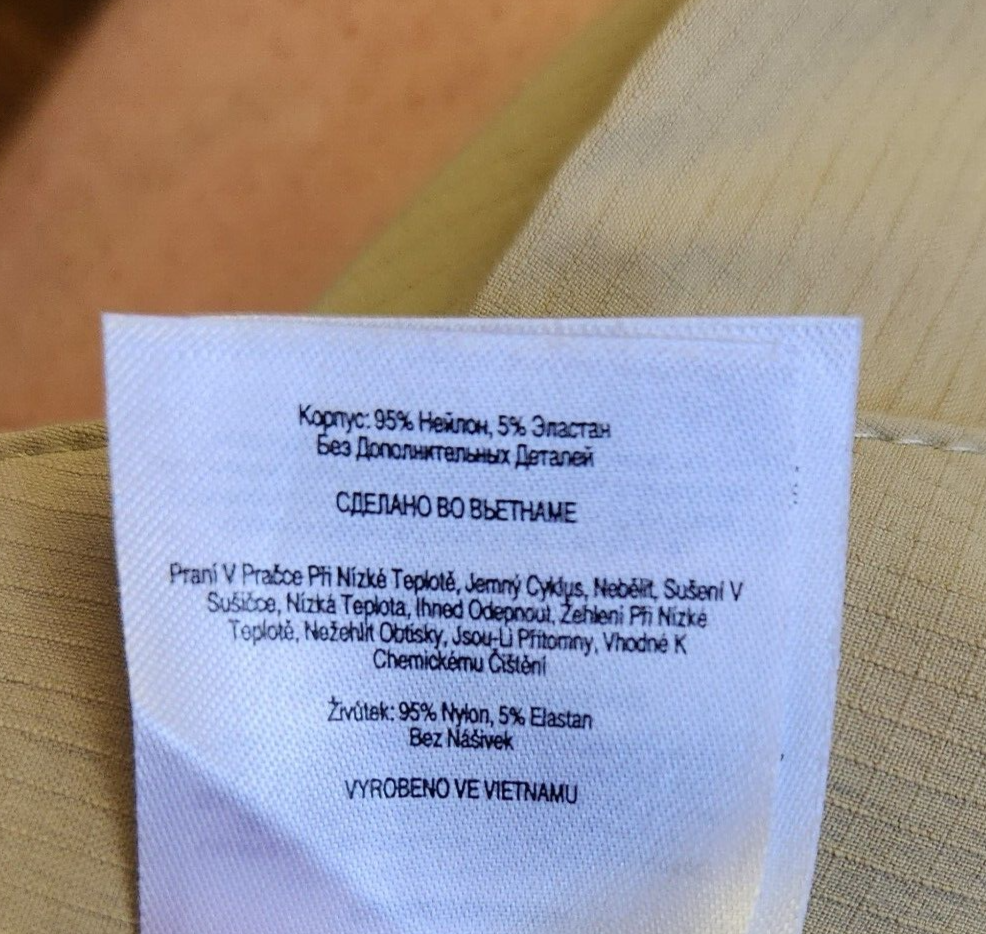 Корпус: 95% Нейлон, 5% Эластан
Без Дополнительных Деталей
СДЕЛАНО ВО ВЬЕТНАМЕ
Praní V Pračce Při Nízké Teplotě, Jemný Cyklus, Nebělit, Sušení V
Sušičce, Nízká Teplota, Ihned Odepnout, Žehlení Při Nízké
Teplotě, Nežehlit Obtisky, Jsou-Li Přítomny, Vhodné K
Chemickému Čištění
Živůtek: 95% Nylon, 5% Elastan
Bez Nášivek
VYROBENO VE VIETNAMU